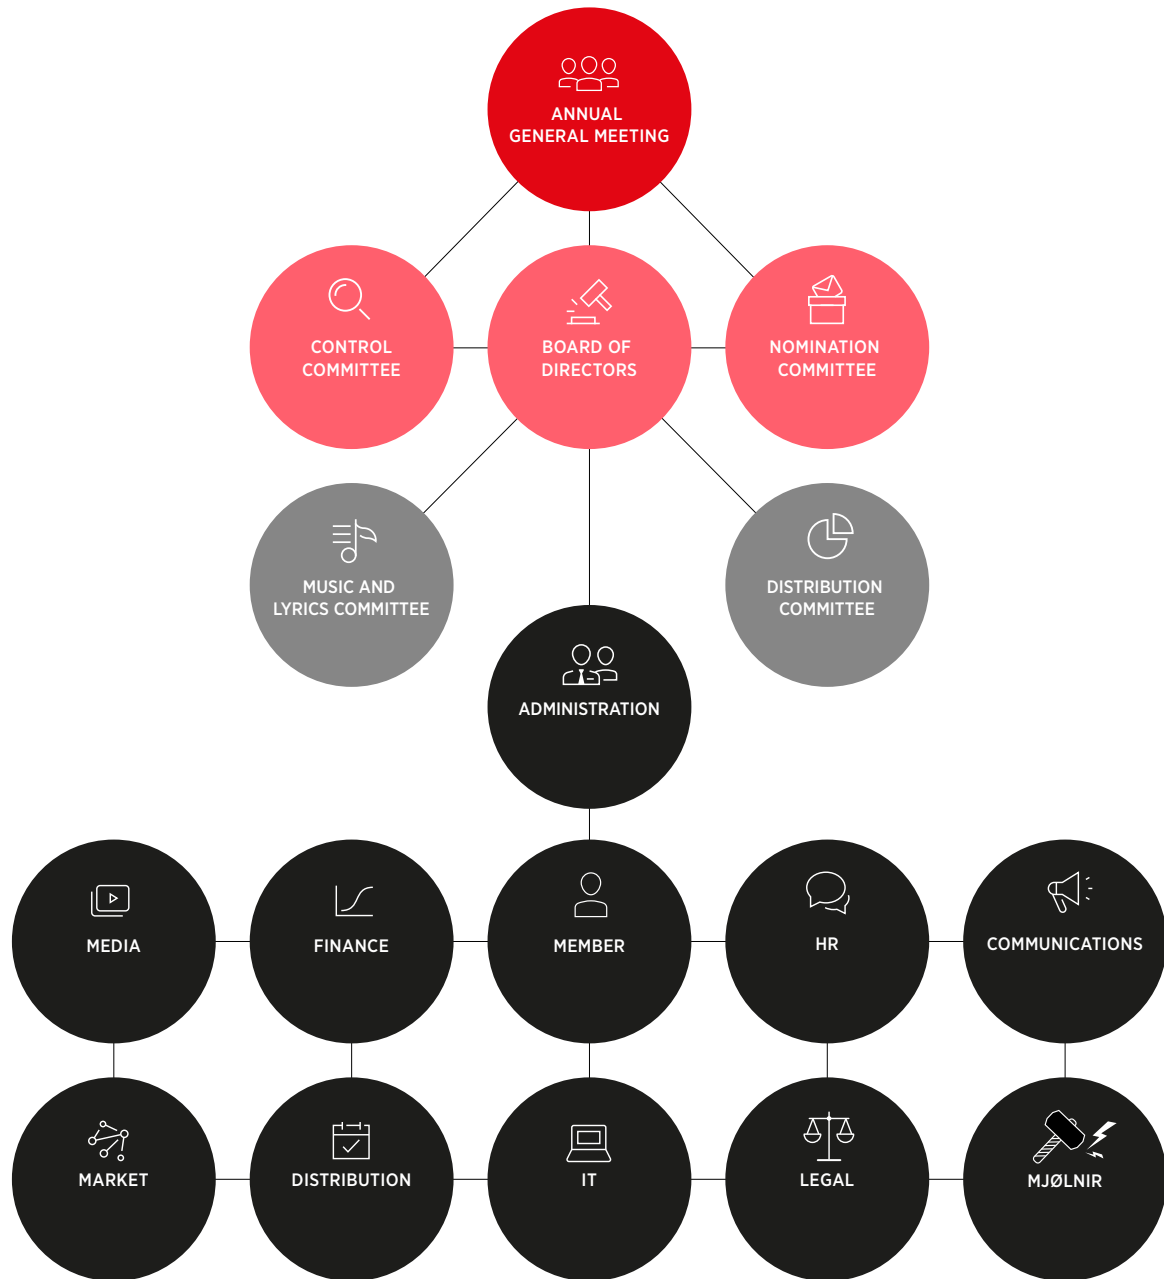 ANNUAL
GENERAL MEETING
CONTROL
COMMITTEE
BOARD OF
DIRECTORS
NOMINATION
COMMITTEE
MUSIC AND
LYRICS COMMITTEE
DISTRIBUTION
COMMITTEE
ADMINISTRATION
MEDIA
FINANCE
MEMBER
HR
COMMUNICATIONS
MARKET
DISTRIBUTION
IT
LEGAL
MJØLNIR